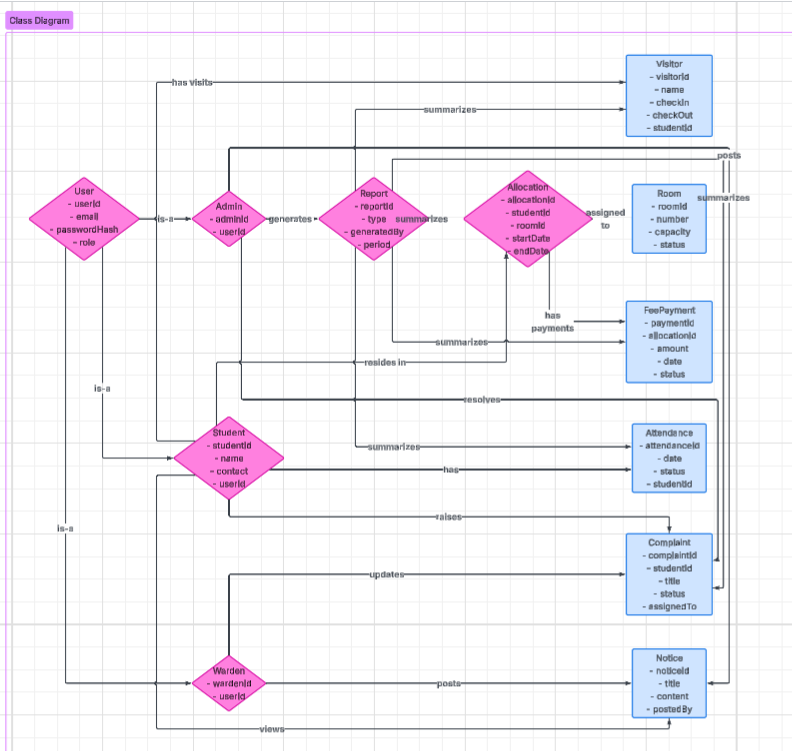 Class Diagram
Visitor
- visitorId
- name
- checkIn
- checkOut
- studentId
has visits
summarizes
posts
User
- userId
- email
- passwordHash
- role
is-a
Admin
- adminId
- userId
generates
Report
- reportId
- type
- generatedBy
- period
summarizes
Allocation
- allocationId
- studentId
- roomId
- startDate
- endDate
assigned
to
Room
- roomId
- number
- capacity
- status
summarizes
has
payments
FeePayment
- paymentId
- allocationId
- amount
- date
- status
summarizes
resides in
is-a
resolves
Student
- studentId
- name
- contact
- userId
summarizes
has
Attendance
- attendanceId
- date
- status
- studentId
raises
is-a
Complaint
- complaintId
- studentId
- title
- status
- assignedTo
updates
Warden
- wardenId
- userId
posts
Notice
- noticeId
- title
- content
- postedBy
views